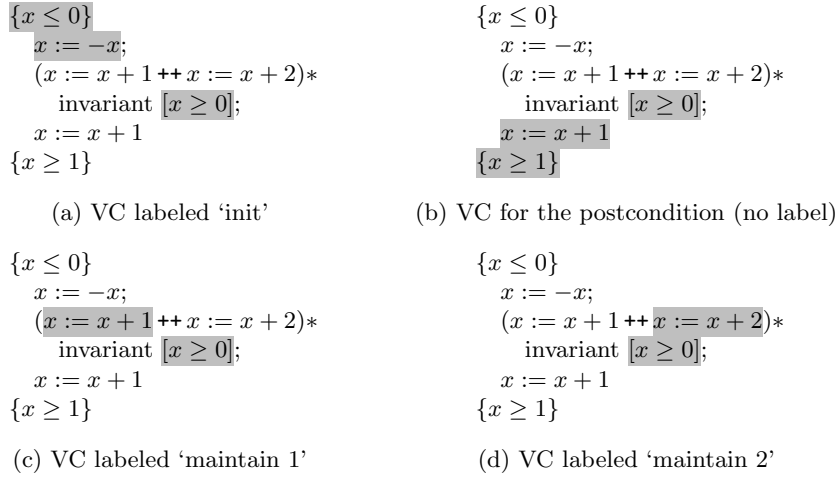 {x ≤ 0}
x := −x;
(x := x + 1 ++ x := x + 2)∗
invariant [x ≥ 0];
x := x + 1
{x ≥ 1}
(a) VC labeled ‘init’
{x ≤ 0}
x := −x;
(x := x + 1 ++ x := x + 2)∗
invariant [x ≥ 0];
x := x + 1
{x ≥ 1}
(b) VC for the postcondition (no label)
{x ≤ 0}
x := −x;
(x := x + 1 ++ x := x + 2)∗
invariant [x ≥ 0];
x := x + 1
{x ≥ 1}
(c) VC labeled ‘maintain 1’
{x ≤ 0}
x := −x;
(x := x + 1 ++ x := x + 2)∗
invariant [x ≥ 0];
x := x + 1
{x ≥ 1}
(d) VC labeled ‘maintain 2’